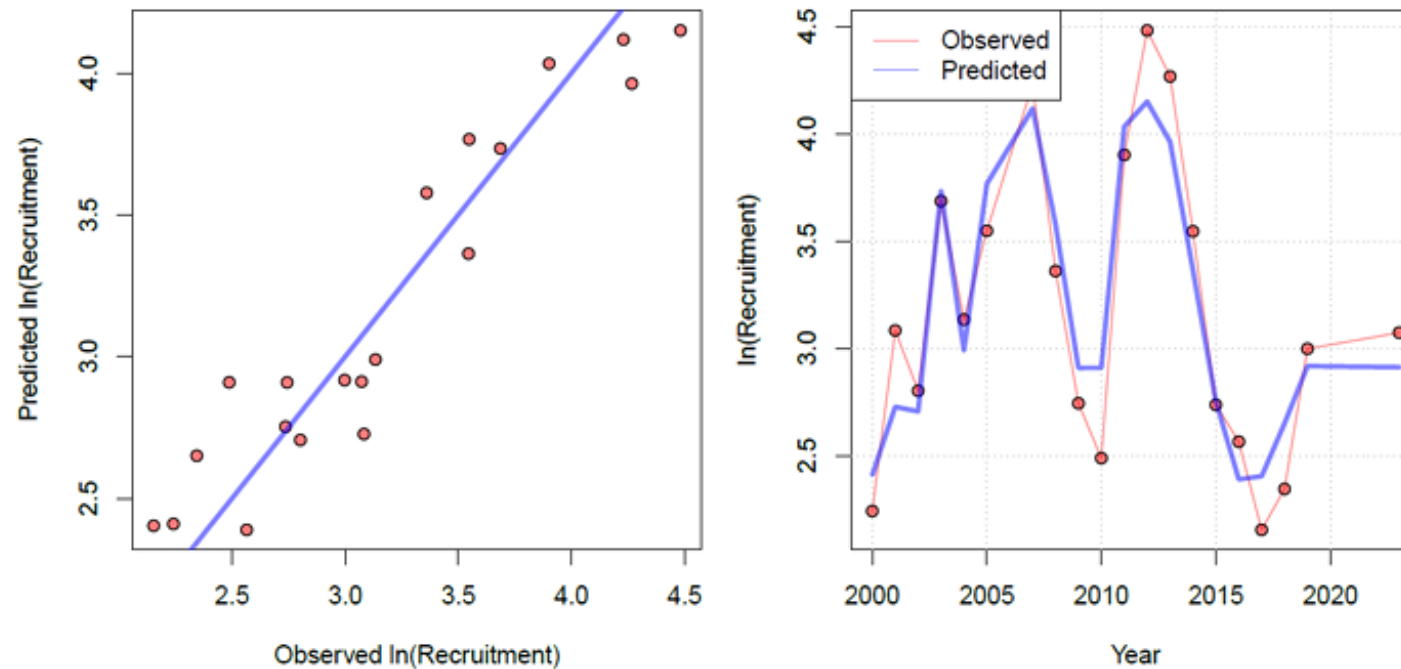 Predicted ln(Recruitment)
4.0
3.5
3.0
2.5
2.5 3.0 3.5 4.0 4.5
Observed ln(Recruitment)
Observed
Predicted
ln(Recruitment)
4.5
4.0
3.5
3.0
2.5
2000 2005 2010 2015 2020
Year